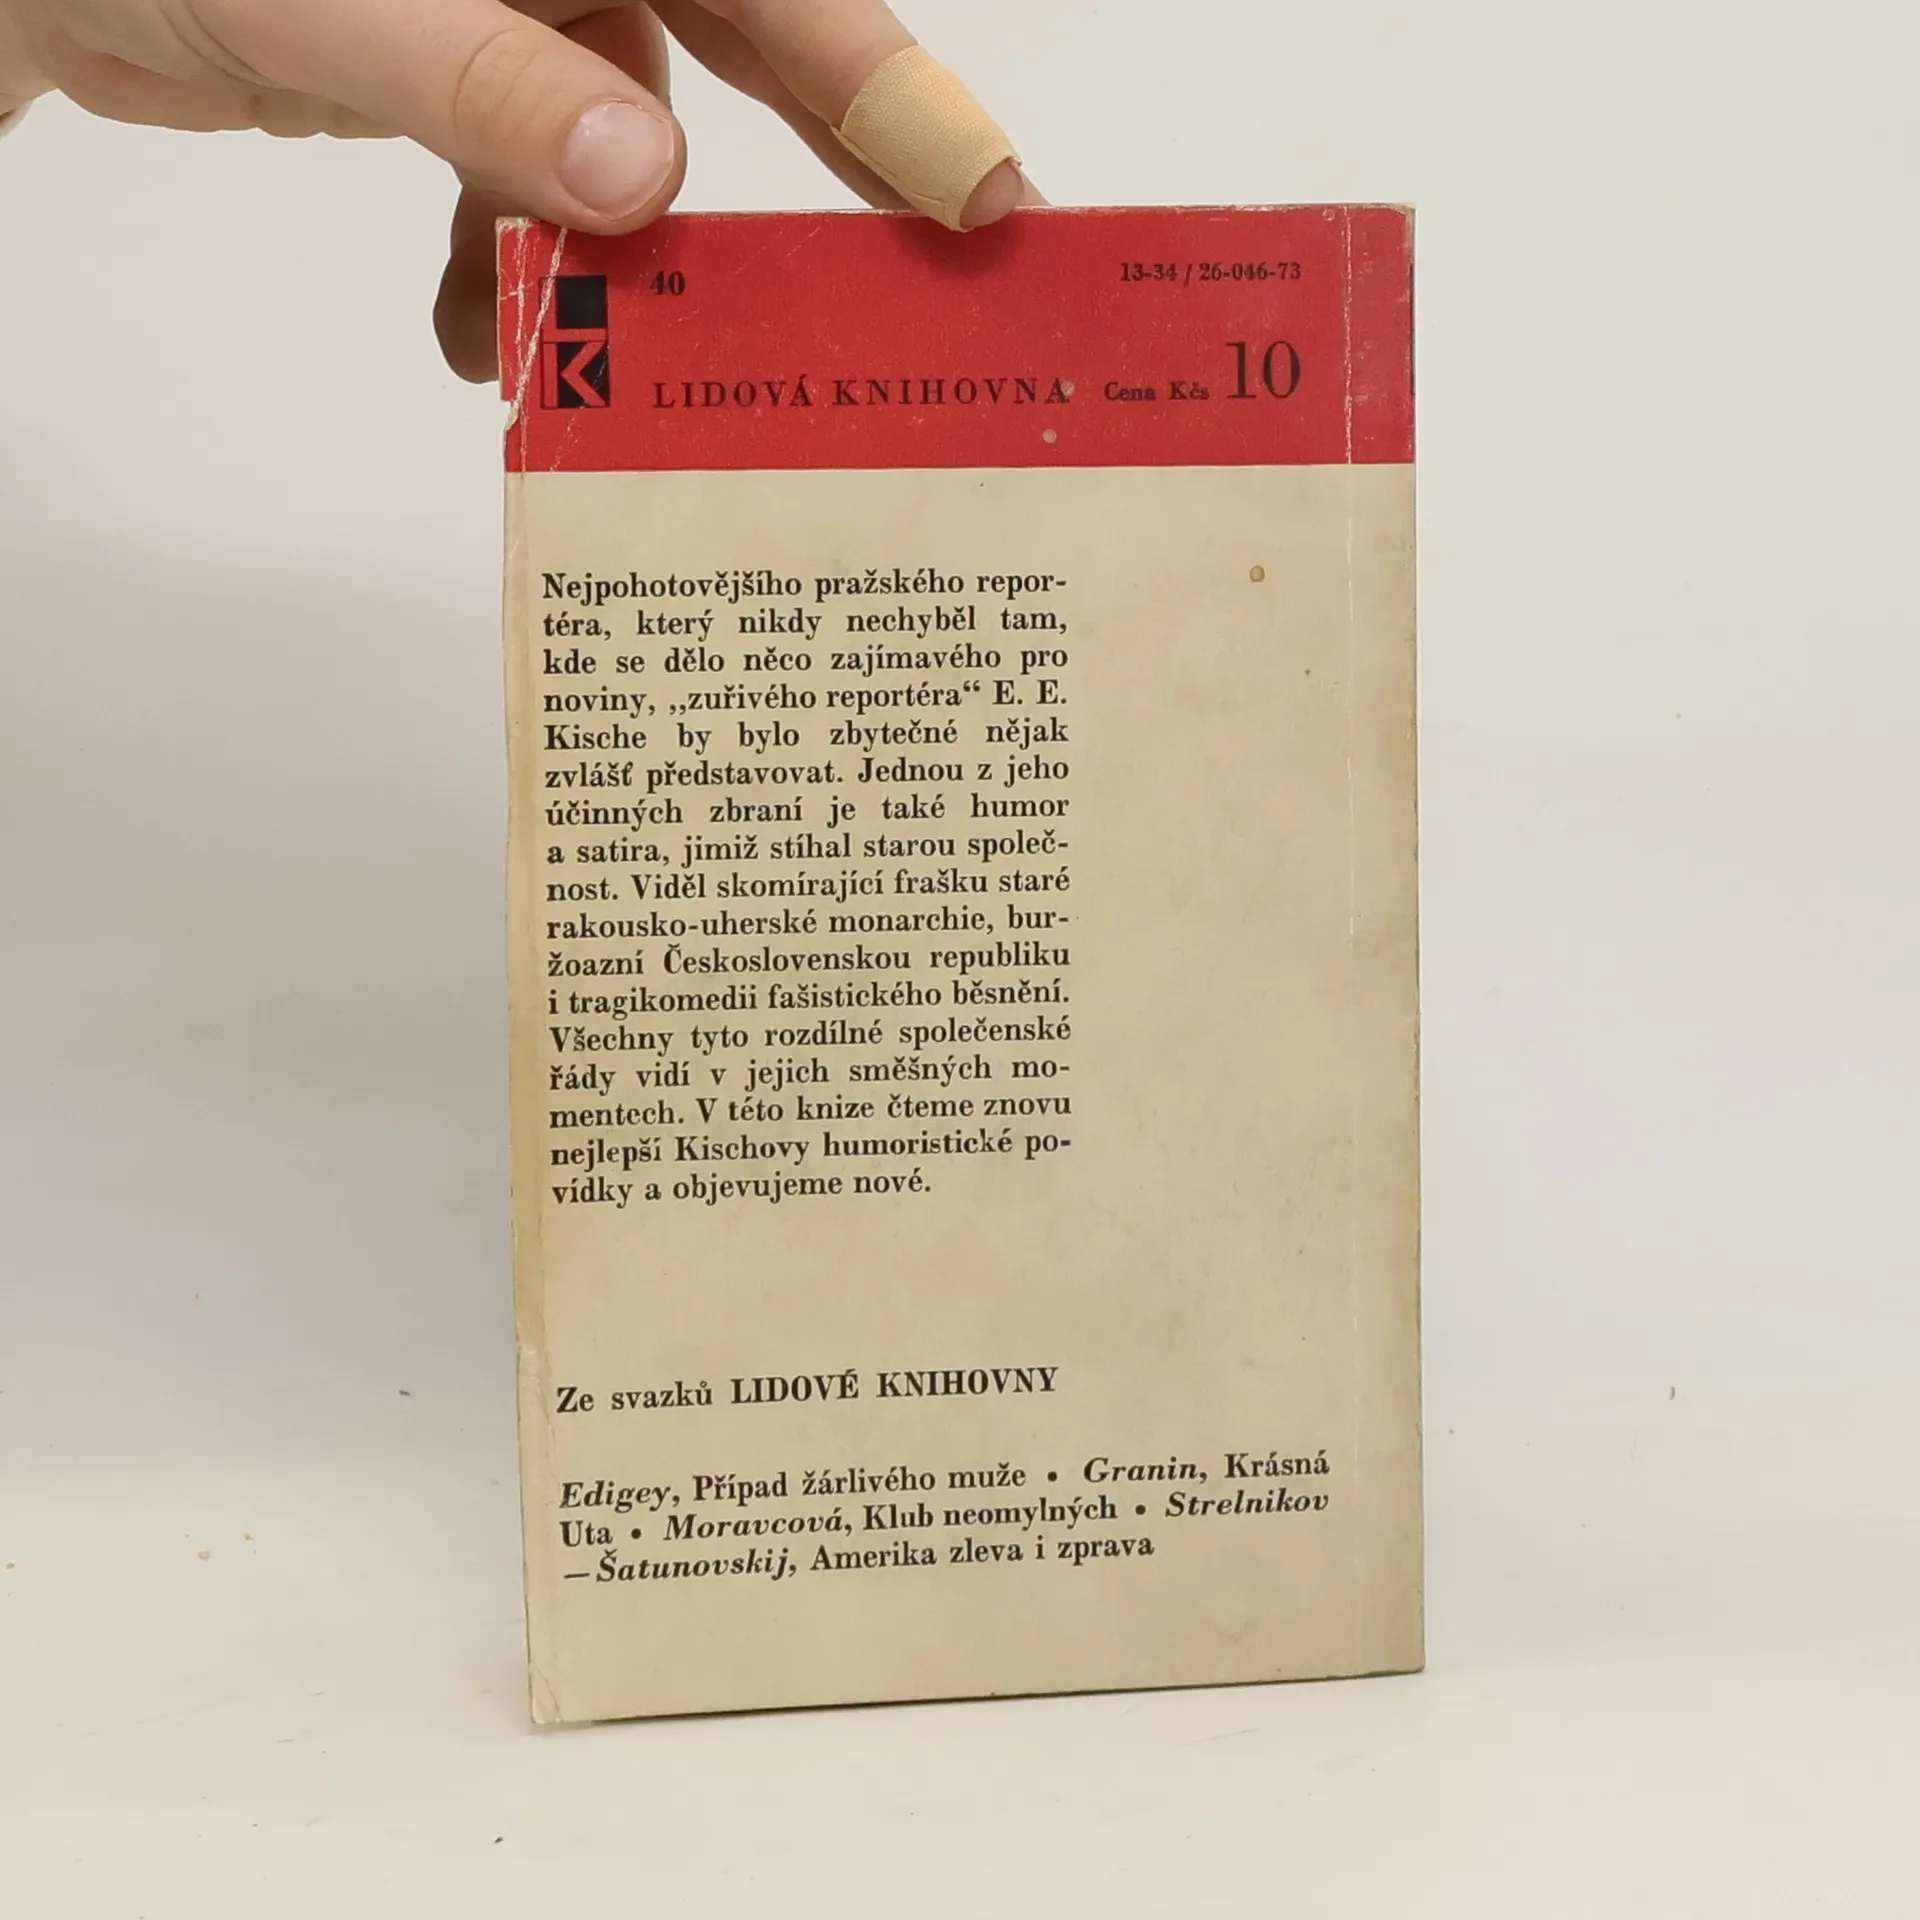 40
13-34 / 26-046-73
LK
LIDOVÁ KNIHOVNA Cena Kčs 10
Nejpohotovějšího pražského repor-
téra, který nikdy nechyběl tam,
kde se dělo něco zajímavého pro
noviny, „zuřivého reportéra“ E. E.
Kische by bylo zbytečné nějak
zvlášť představovat. Jednou z jeho
účinných zbraní je také humor
a satira, jimiž stíhal starou společ-
nost. Viděl skomírající frašku staré
rakousko-uherské monarchie, bur-
žoazní Československou republiku
i tragikomedii fašistického běsnění.
Všechny tyto rozdílné společenské
řády vidí v jejich směšných mo-
mentech. V této knize čteme znovu
nejlepší Kischovy humoristické po-
vídky a objevujeme nové.
Ze svazků LIDOVÉ KNIHOVNY
Edigey, Případ žárlivého muže • Granin, Krásná
Uta • Moravcová, Klub neomylných • Strelnikov
—Šatunovskij, Amerika zleva i zprava